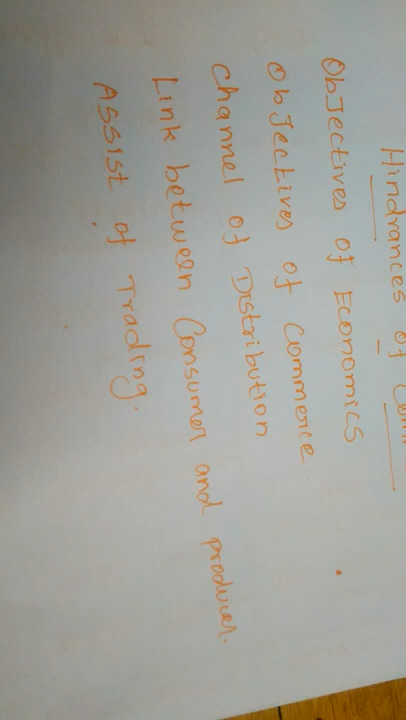 Hindrances of
Objectives of Economics
Objectives of Commerce
Channel of Distribution
Link between Consumer and producer.
Assist of Trading.